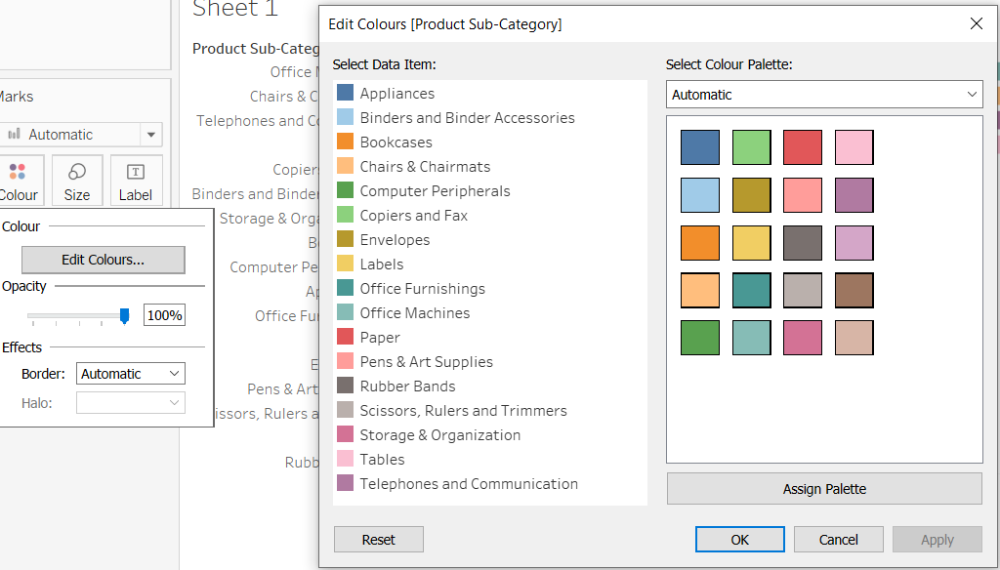 Sheet 1
Product Sub-Categ
Office
Chairs & C
Telephones and Co
Copiers
Binders and Binder
Storage & Orga
Computer Pe
Ap
Office Fur
E
Pens & Art
issors, Rulers a
Rubb
Marks
Automatic
Colour
Size
Label
Colour
Edit Colours...
Opacity
100%
Effects
Border:
Automatic
Halo:
Edit Colours [Product Sub-Category]
Select Data Item:
Appliances
Binders and Binder Accessories
Bookcases
Chairs & Chairmats
Computer Peripherals
Copiers and Fax
Envelopes
Labels
Office Furnishings
Office Machines
Paper
Pens & Art Supplies
Rubber Bands
Scissors, Rulers and Trimmers
Storage & Organization
Tables
Telephones and Communication
Select Colour Palette:
Automatic
Assign Palette
Reset
OK
Cancel
Apply